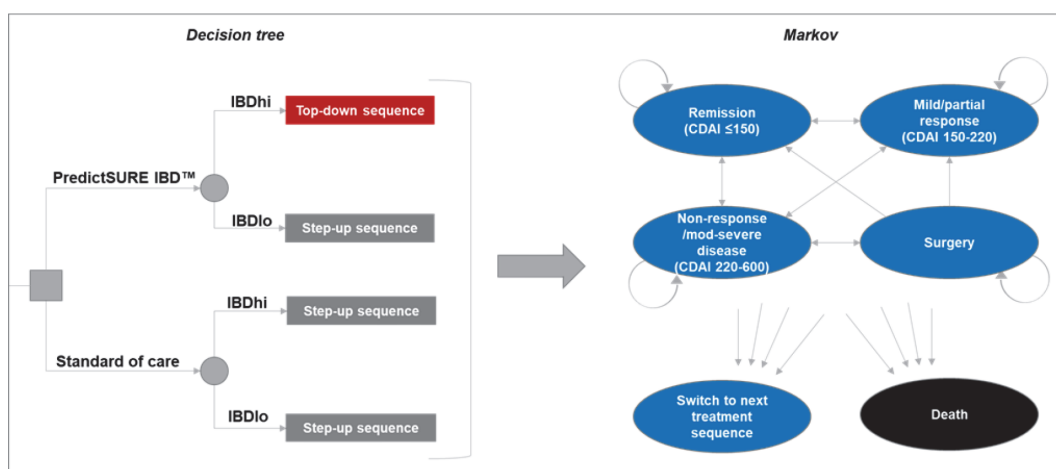 Decision tree
Markov
IBDhi
Top-down sequence
PredictSURE IBD™
IBDlo
Step-up sequence
IBDhi
Step-up sequence
Standard of care
IBDlo
Step-up sequence
Remission
(CDAI ≤150)
Mild/partial
response
(CDAI 150-220)
Non-response
/mod-severe
disease
(CDAI 220-600)
Surgery
Switch to next
treatment
sequence
Death